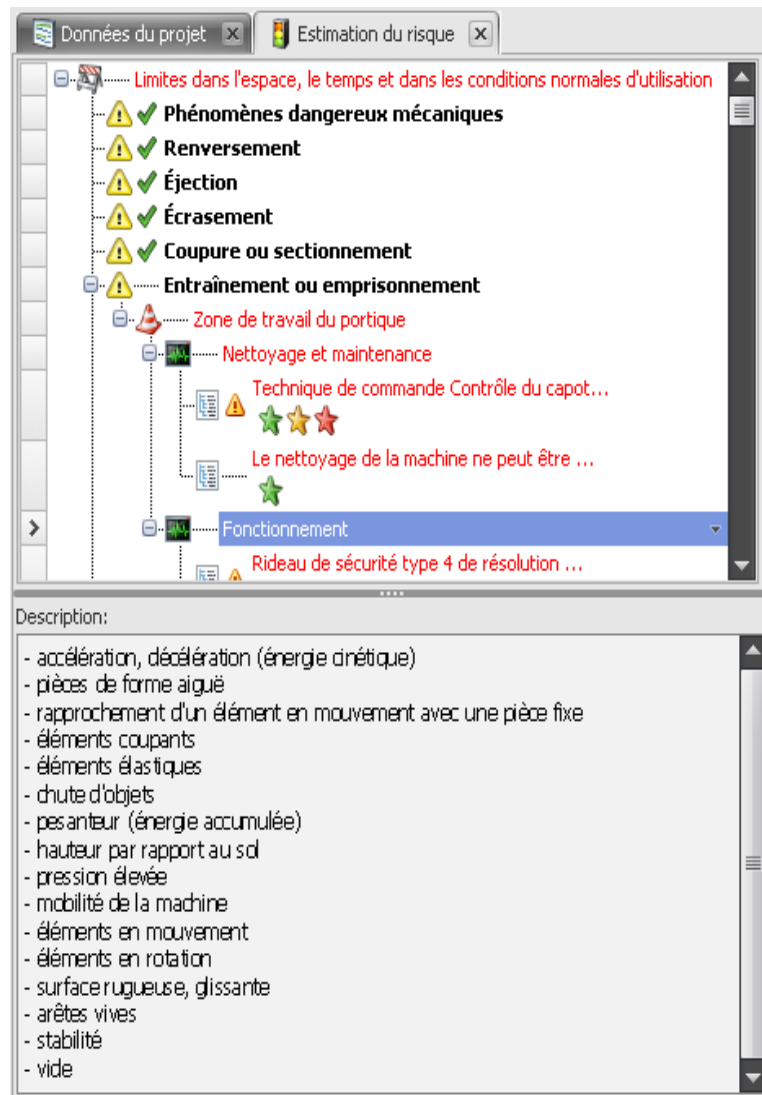 Données du projet
Estimation du risque
Limites dans l'espace, le temps et dans les conditions normales d'utilisation
Phénomènes dangereux mécaniques
Renversement
Éjection
Écrasement
Coupure ou sectionnement
Entraînement ou emprisonnement
Zone de travail du portique
Nettoyage et maintenance
Technique de commande Contrôle du capot...
Le nettoyage de la machine ne peut être ...
Fonctionnement
Rideau de sécurité type 4 de résolution ...
Description:
- accélération, décélération (énergie cinétique)
- pièces de forme aiguë
- rapprochement d'un élément en mouvement avec une pièce fixe
- éléments coupants
- éléments élastiques
- chute d'objets
- pesanteur (énergie accumulée)
- hauteur par rapport au sol
- pression élevée
- mobilité de la machine
- éléments en mouvement
- éléments en rotation
- surface rugueuse, glissante
- arêtes vives
- stabilité
- vide